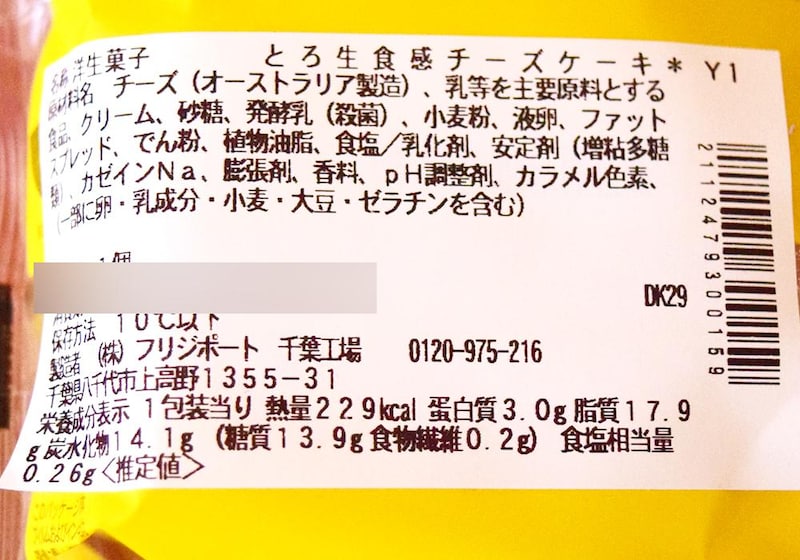 名称 洋生菓子 とろ生食感チーズケーキ* Y1
原材料名 チーズ（オーストラリア製造）、乳等を主要原料とする
食品、クリーム、砂糖、発酵乳（殺菌）、小麦粉、液卵、ファット
スプレッド、でん粉、植物油脂、食塩／乳化剤、安定剤（増粘多糖
類）、カゼインNa、膨張剤、香料、pH調整剤、カラメル色素、
（一部に卵・乳成分・小麦・大豆・ゼラチンを含む）
1個
DK29
保存方法 10℃以下
製造者 （株）フリジポート 千葉工場 0120-975-216
千葉県八千代市上高野1355-31
栄養成分表示 1包装当り 熱量229kcal 蛋白質3.0g 脂質17.9
g 炭水化物14.1g （糖質13.9g 食物繊維0.2g） 食塩相当量
0.26g<推定値>
2112479300159